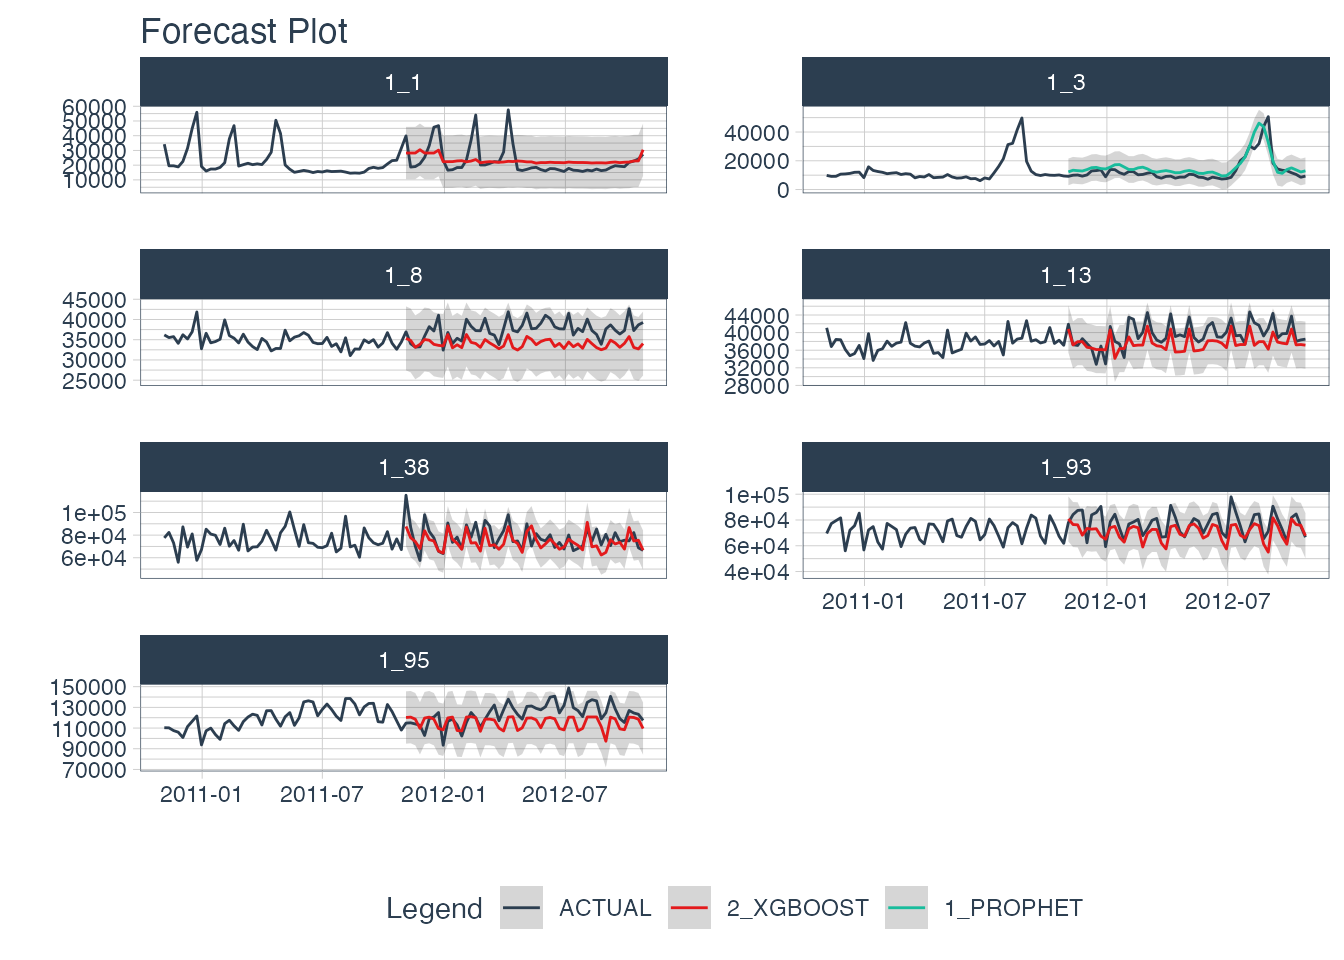 Forecast Plot
1_1
60000
50000
40000
30000
20000
10000
1_3
40000
20000
0
1_8
45000
40000
35000
30000
25000
1_13
44000
40000
36000
32000
28000
1_38
1e+05
8e+04
6e+04
1_93
1e+05
8e+04
6e+04
4e+04
2011-01 2011-07 2012-01 2012-07
1_95
150000
130000
110000
90000
70000
2011-01 2011-07 2012-01 2012-07
Legend ACTUAL 2_XGBOOST 1_PROPHET